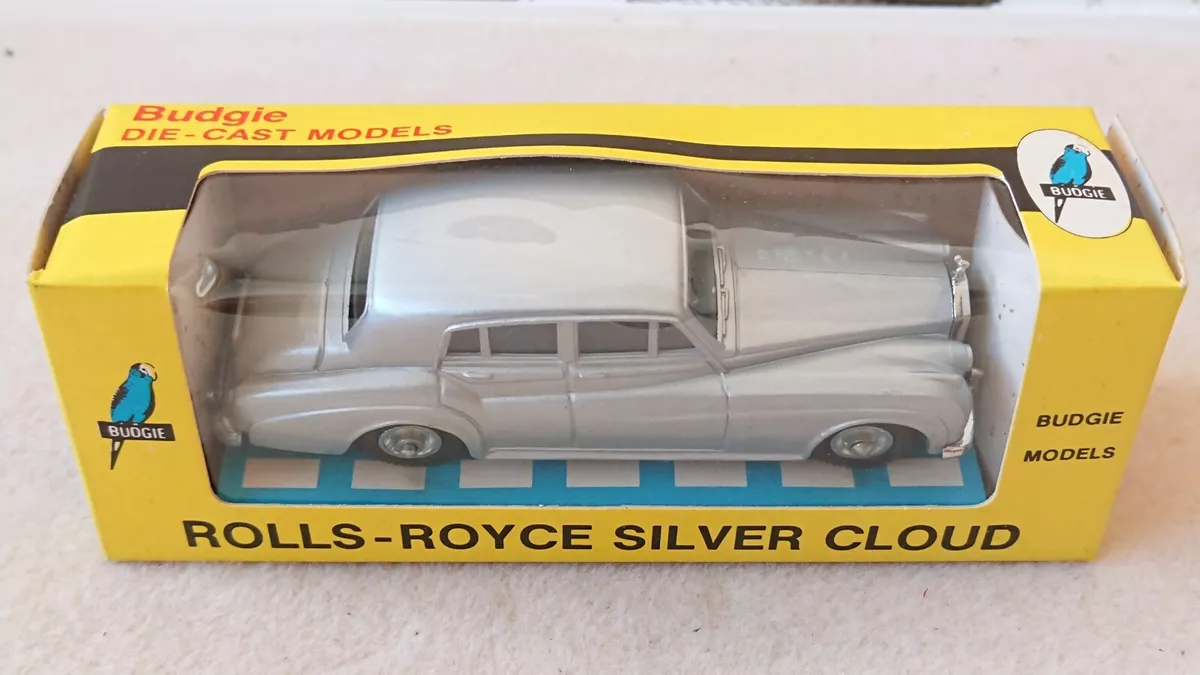 Budgie
DIE-CAST MODELS
BUDGIE
BUDGIE
BUDGIE
MODELS
ROLLS-ROYCE SILVER CLOUD